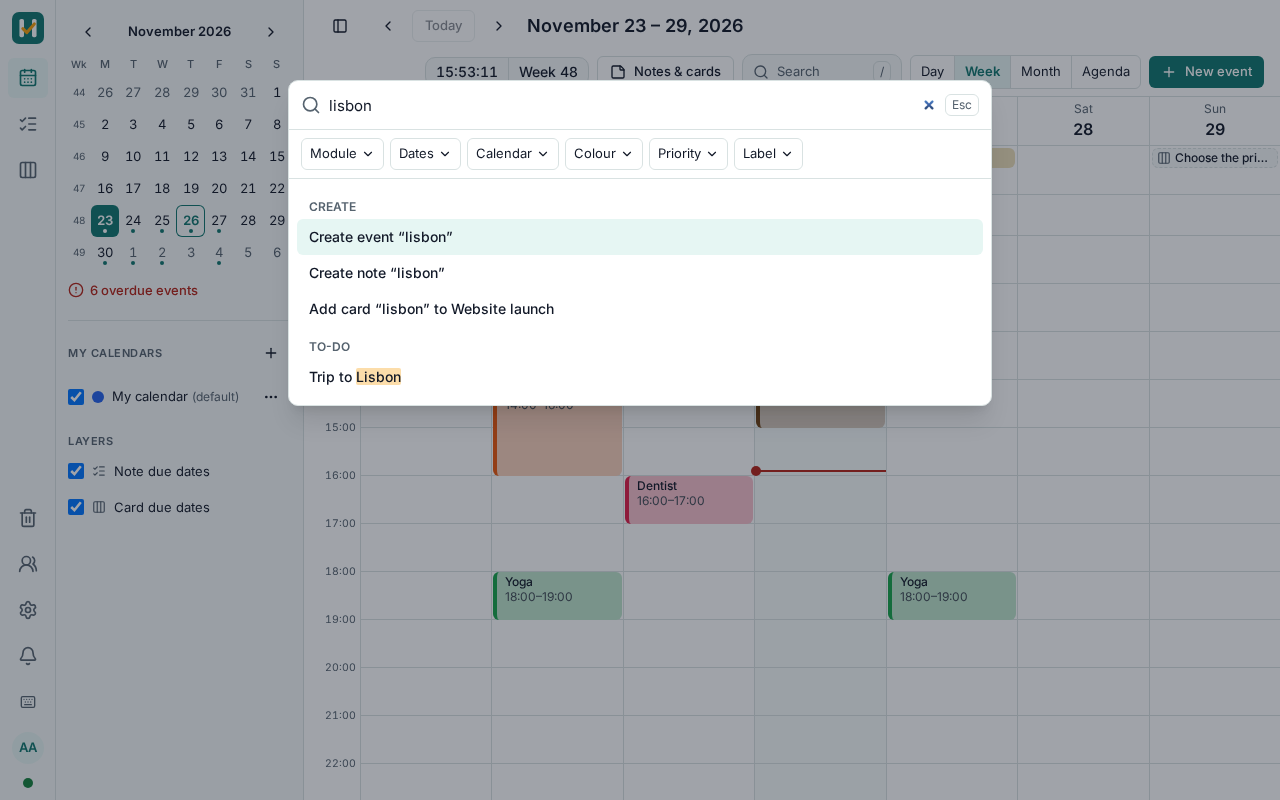 November 2026
Wk M T W T F S S
44 26 27 28 29 30 31 1
45 2 3 4 5 6 7 8
46 9 10 11 12 13 14 15
47 16 17 18 19 20 21 22
48 23 24 25 26 27 28 29
49 30 1 2 3 4 5 6
6 overdue events
MY CALENDARS
My calendar (default)
LAYERS
Note due dates
Card due dates
AA
Today
November 23 – 29, 2026
15:53:11 Week 48
Notes & cards
Search /
Day Week Month Agenda
New event
lisbon
Esc
Module Dates Calendar Colour Priority Label
CREATE
Create event “lisbon”
Create note “lisbon”
Add card “lisbon” to Website launch
TO-DO
Trip to Lisbon
Sat
28
Sun
29
Choose the pri...
15:00
16:00
17:00
18:00
19:00
20:00
21:00
22:00
Dentist
16:00–17:00
Yoga
18:00–19:00
Yoga
18:00–19:00